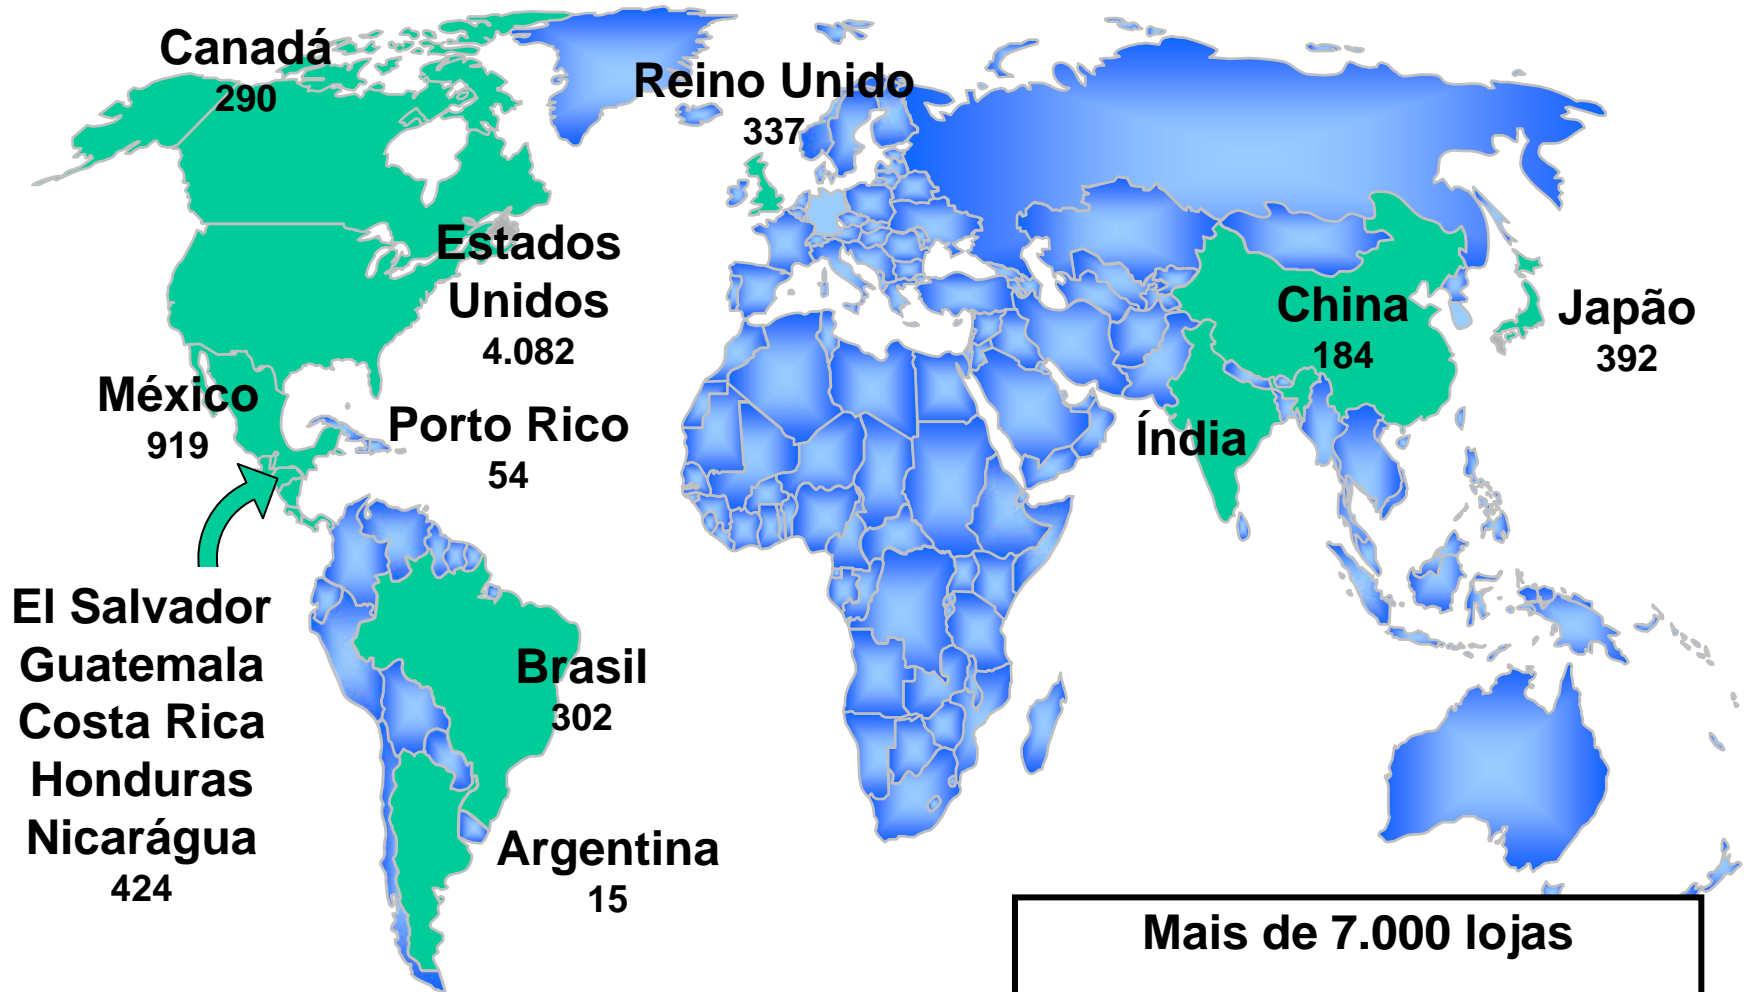 Canadá
290
Reino Unido
337
Estados
Unidos
4.082
China
184
Japão
392
México
919
Porto Rico
54
Índia
El Salvador
Guatemala
Costa Rica
Honduras
Nicarágua
424
Brasil
302
Argentina
15
Mais de 7.000 lojas